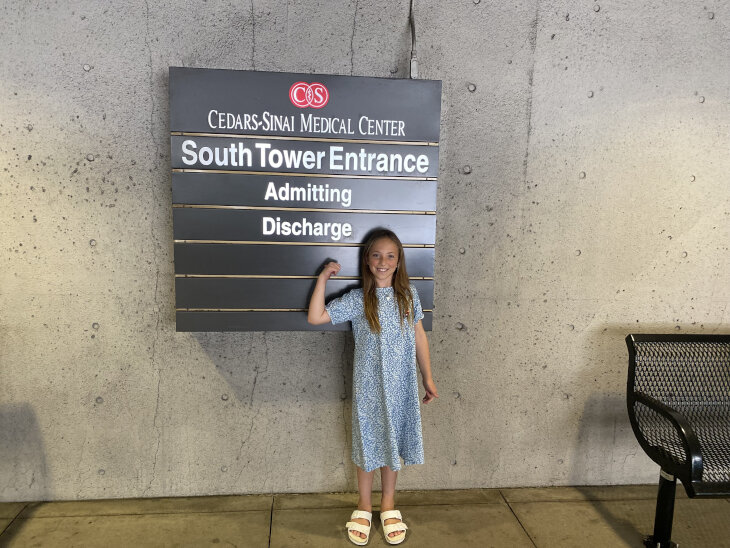 CS
CEDARS-SINAI MEDICAL CENTER
South Tower Entrance
Admitting
Discharge